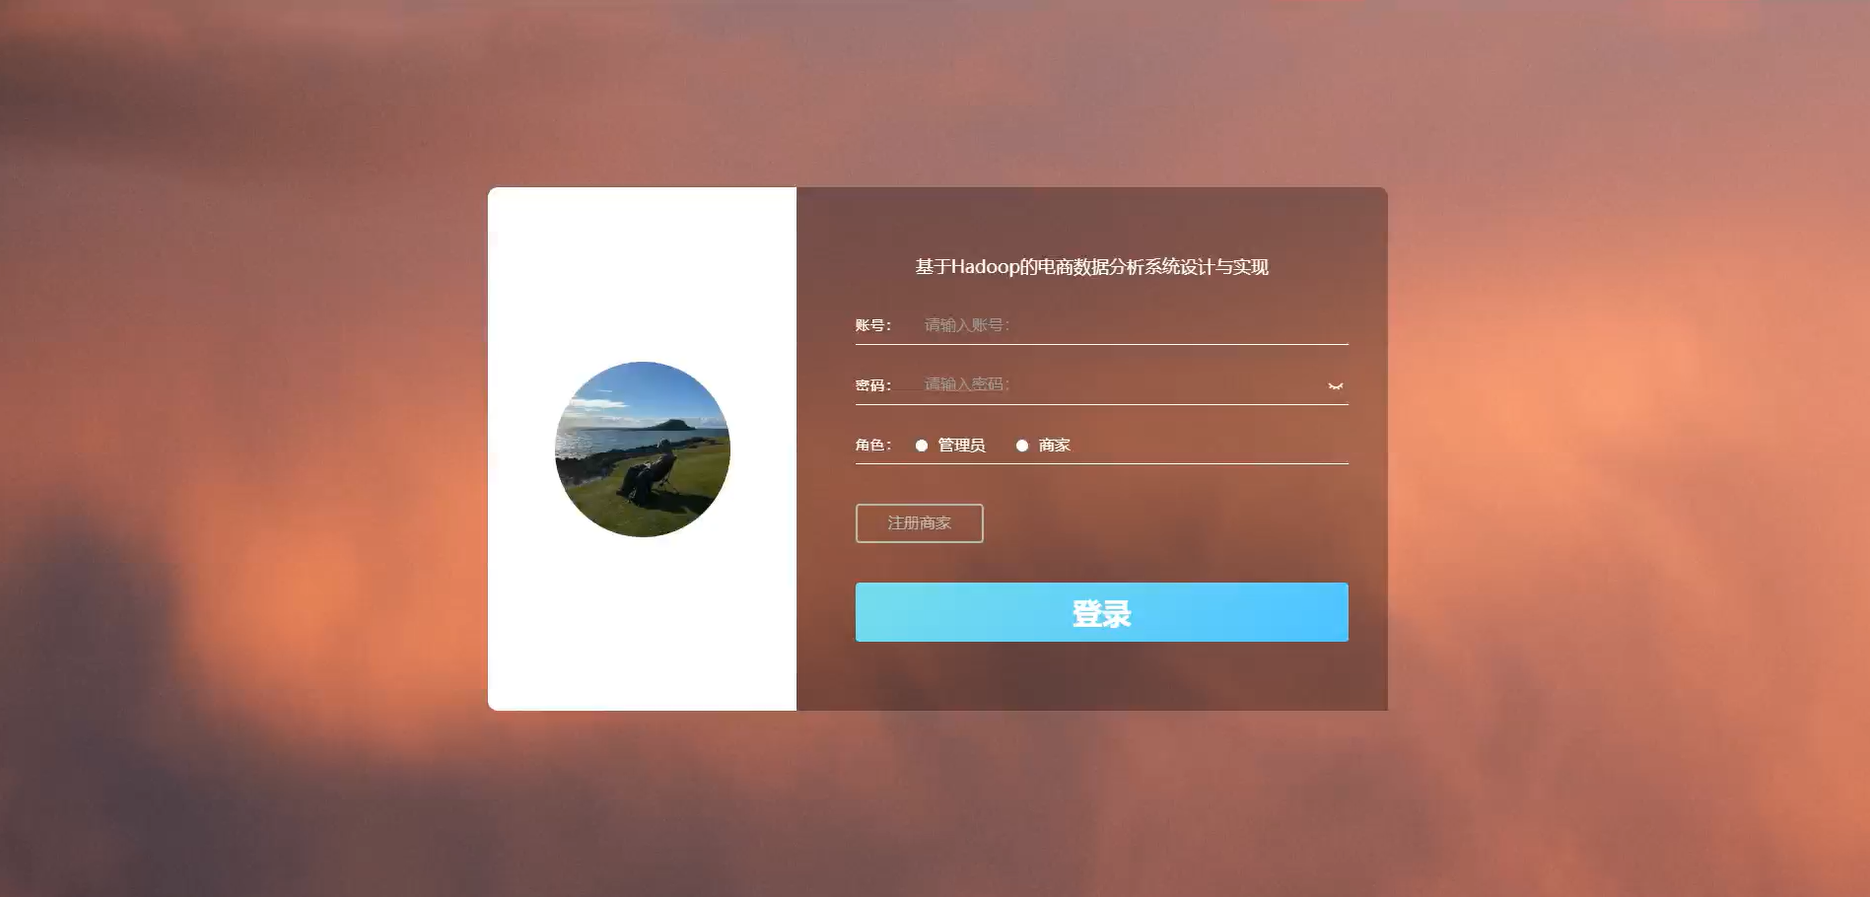 基于Hadoop的电商数据分析系统设计与实现
账号： 请输入账号：
密码： 请输入密码：
角色： 管理员 商家
注册商家
登录